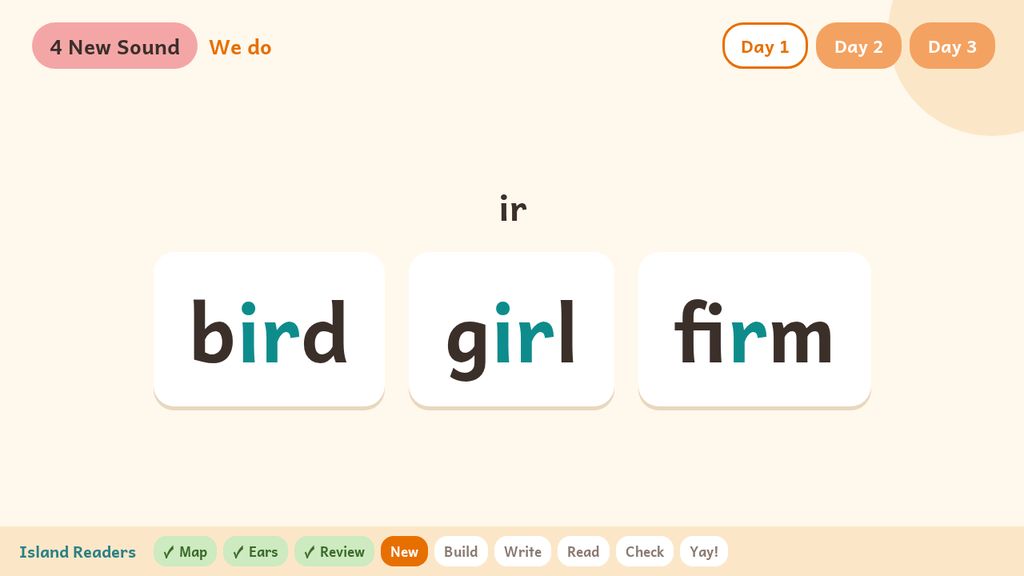 4 New Sound We do Day 1 Day 2 Day 3
ir
bird girl firm
Island Readers ✓ Map ✓ Ears ✓ Review New Build Write Read Check Yay!